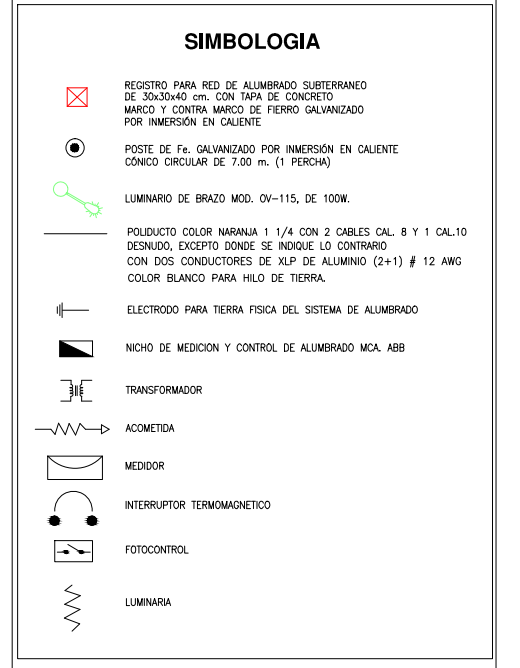 SIMBOLOGIA
REGISTRO PARA RED DE ALUMBRADO SUBTERRANEO
DE 30x30x40 cm. CON TAPA DE CONCRETO
MARCO Y CONTRA MARCO DE FIERRO GALVANIZADO
POR INMERSIÓN EN CALIENTE
POSTE DE Fe. GALVANIZADO POR INMERSIÓN EN CALIENTE
CÓNICO CIRCULAR DE 7.00 m. (1 PERCHA)
LUMINARIO DE BRAZO MOD. OV-115, DE 100W.
POLIDUCTO COLOR NARANJA 1 1/4 CON 2 CABLES CAL. 8 Y 1 CAL.10
DESNUDO, EXCEPTO DONDE SE INDIQUE LO CONTRARIO
CON DOS CONDUCTORES DE XLP DE ALUMINIO (2+1) # 12 AWG
COLOR BLANCO PARA HILO DE TIERRA.
ELECTRODO PARA TIERRA FISICA DEL SISTEMA DE ALUMBRADO
NICHO DE MEDICION Y CONTROL DE ALUMBRADO MCA. ABB
TRANSFORMADOR
ACOMETIDA
MEDIDOR
INTERRUPTOR TERMOMAGNETICO
FOTOCONTROL
LUMINARIA